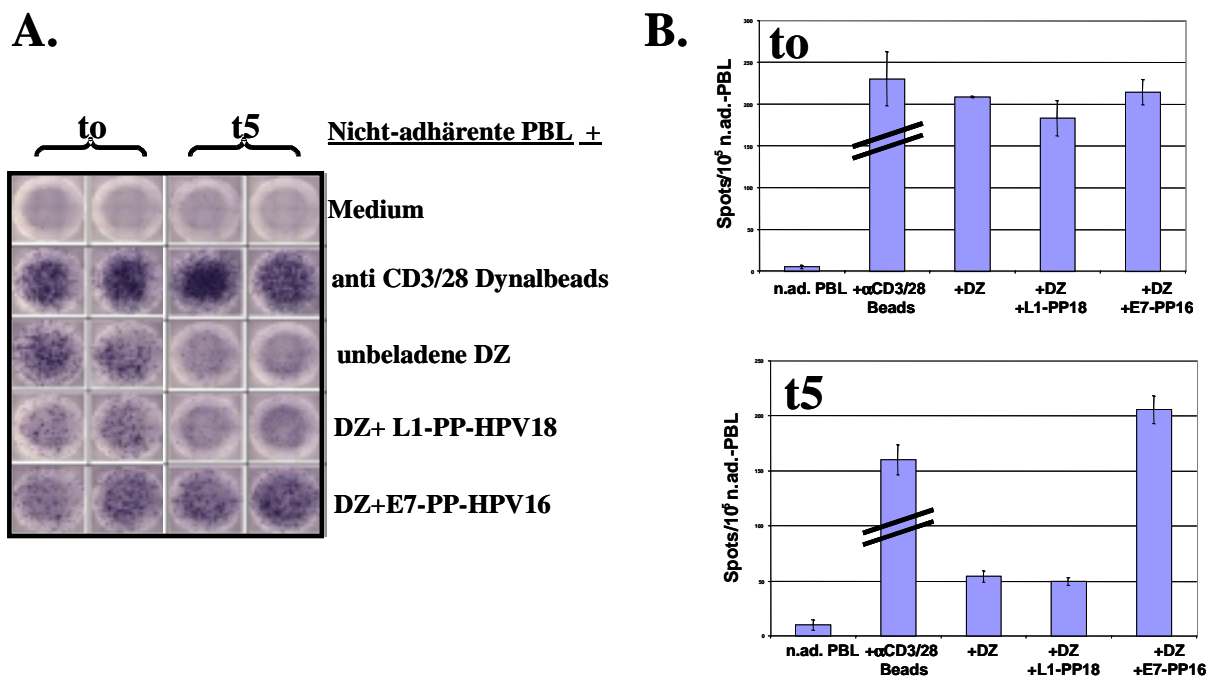 A.
to t5 Nicht-adhärente PBL +
Medium
anti CD3/28 Dynalbeads
unbeladene DZ
DZ+ L1-PP-HPV18
DZ+E7-PP-HPV16
B.
to
Spots/10⁵ n.ad.-PBL
300
250
200
150
100
50
0
n.ad. PBL +αCD3/28 +DZ +DZ +DZ
Beads +L1-PP18 +E7-PP16
t5
Spots/10⁵ n.ad.-PBL
250
200
150
100
50
0
n.ad. PBL +αCD3/28 +DZ +DZ +DZ
Beads +L1-PP18 +E7-PP16